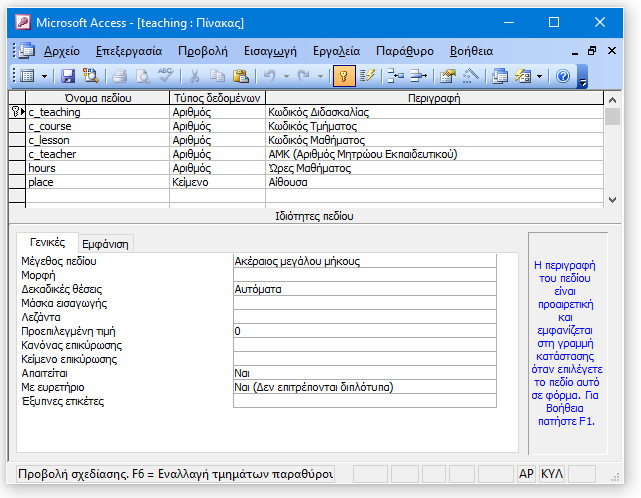 Microsoft Access - [teaching : Πίνακας]
Αρχείο Επεξεργασία Προβολή Εισαγωγή Εργαλεία Παράθυρο Βοήθεια
Όνομα πεδίου Τύπος δεδομένων Περιγραφή
c_teaching Αριθμός Κωδικός Διδασκαλίας
c_course Αριθμός Κωδικός Τμήματος
c_lesson Αριθμός Κωδικός Μαθήματος
c_teacher Αριθμός ΑΜΚ (Αριθμός Μητρώου Εκπαιδευτικού)
hours Αριθμός Ώρες Μαθήματος
place Κείμενο Αίθουσα
Ιδιότητες πεδίου
Γενικές Εμφάνιση
Μέγεθος πεδίου Ακέραιος μεγάλου μήκους
Μορφή
Δεκαδικές θέσεις Αυτόματα
Μάσκα εισαγωγής
Λεζάντα
Προεπιλεγμένη τιμή 0
Κανόνας επικύρωσης
Κείμενο επικύρωσης
Απαιτείται Ναι
Με ευρετήριο Ναι (Δεν επιτρέπονται διπλότυπα)
Έξυπνες ετικέτες
Η περιγραφή
του πεδίου
είναι
προαιρετική
και
εμφανίζεται
στη γραμμή
κατάστασης
όταν επιλέγετε
το πεδίο αυτό
σε φόρμα. Για
Βοήθεια
πατήστε F1.
Προβολή σχεδίασης. F6 = Εναλλαγή τμημάτων παραθύρου ΑΡ ΚΥΛ